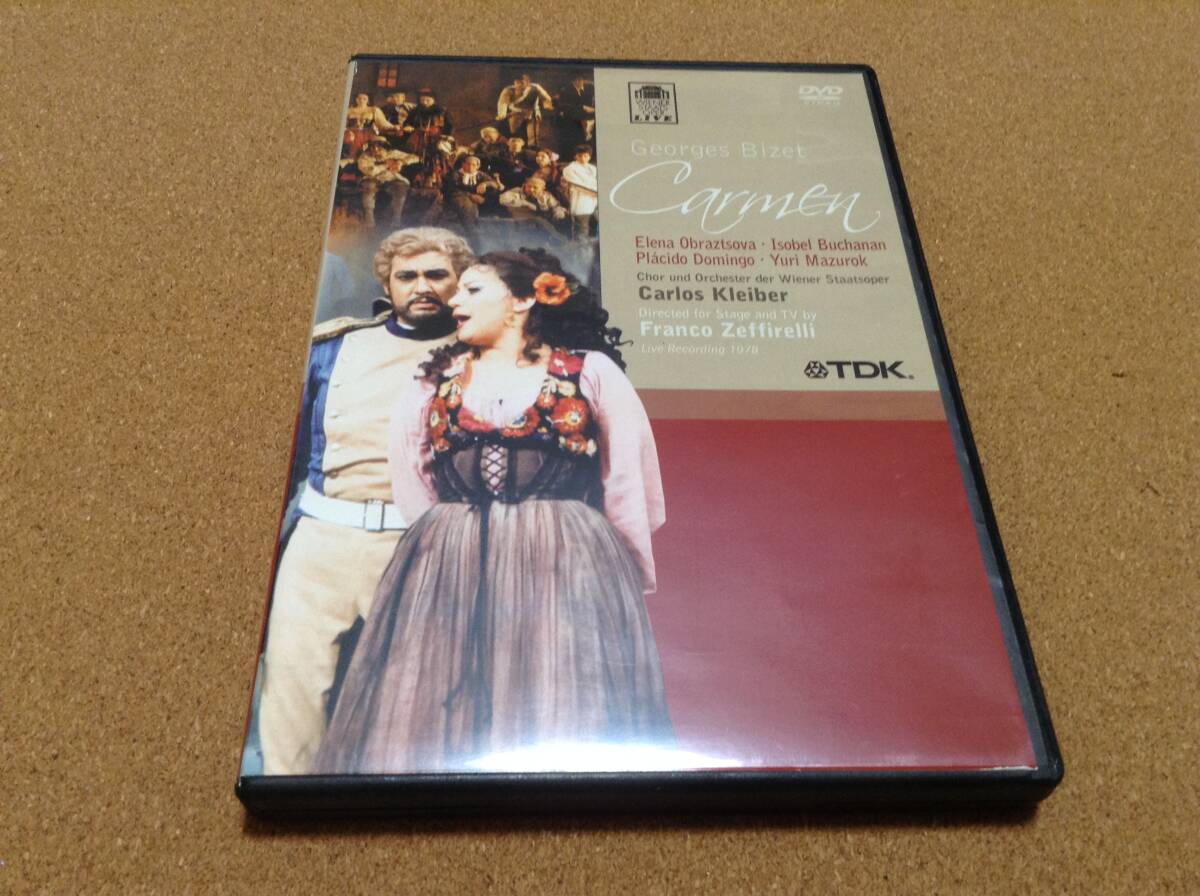 WIENER
STAATS
OPER
LIVE
DVD
VIDEO
Georges Bizet
Carmen
Elena Obraztsova · Isobel Buchanan
Plácido Domingo · Yuri Mazurok
Chor und Orchester der Wiener Staatsoper
Carlos Kleiber
Directed for Stage and TV by
Franco Zeffirelli
Live Recording 1978
TDK®